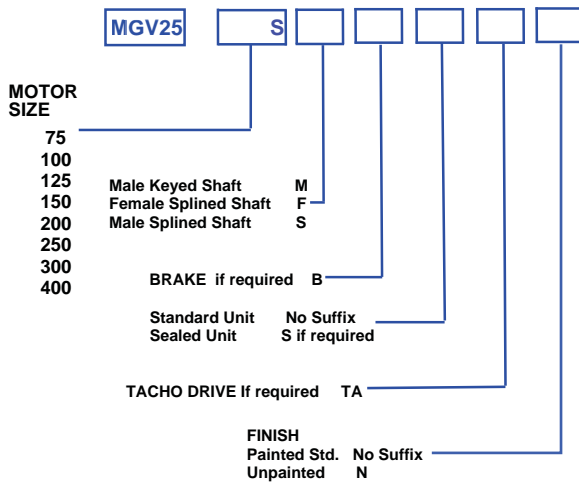 MGV25 S
MOTOR
SIZE
75
100
125
150
200
250
300
400
Male Keyed Shaft M
Female Splined Shaft F
Male Splined Shaft S
BRAKE if required B
Standard Unit No Suffix
Sealed Unit S if required
TACHO DRIVE If required TA
FINISH
Painted Std. No Suffix
Unpainted N